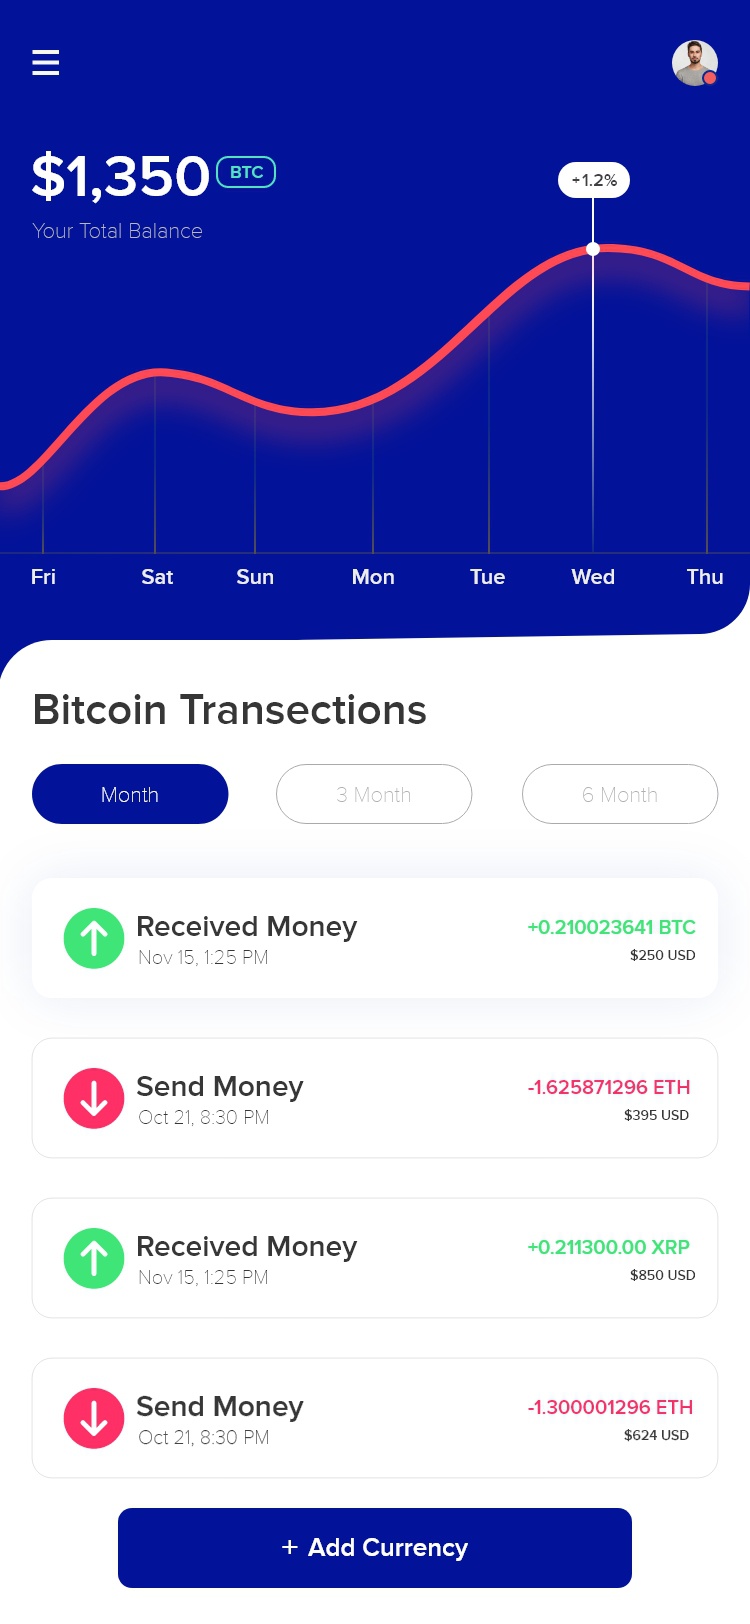 $1,350 BTC
Your Total Balance
+1.2%
Fri Sat Sun Mon Tue Wed Thu
Bitcoin Transections
Month 3 Month 6 Month
Received Money +0.210023641 BTC
Nov 15, 1:25 PM $250 USD
Send Money -1.625871296 ETH
Oct 21, 8:30 PM $395 USD
Received Money +0.211300.00 XRP
Nov 15, 1:25 PM $850 USD
Send Money -1.300001296 ETH
Oct 21, 8:30 PM $624 USD
+ Add Currency